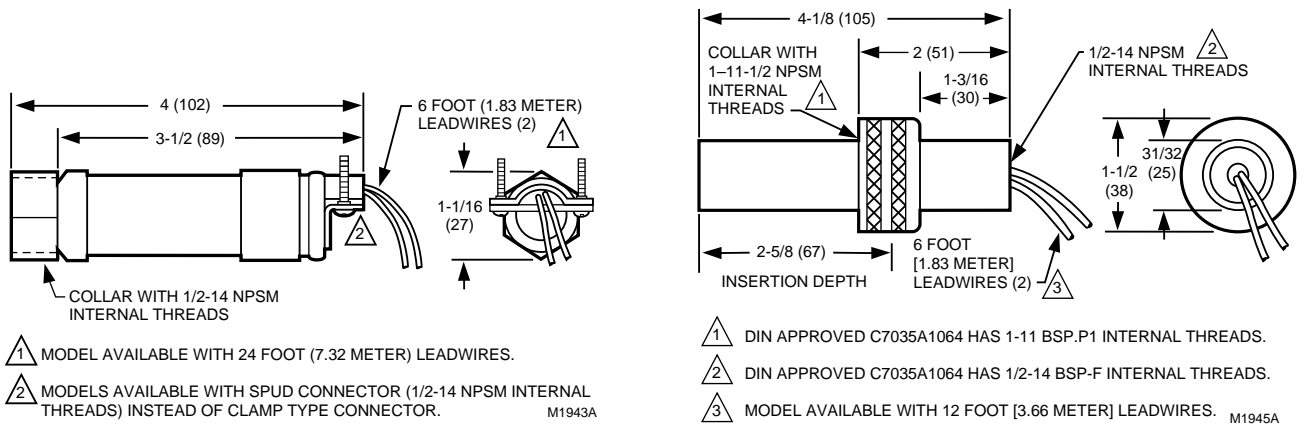 4 (102)
3-1/2 (89)
6 FOOT (1.83 METER)
LEADWIRES (2)
1
1-1/16
(27)
2
COLLAR WITH 1/2-14 NPSM
INTERNAL THREADS
1 MODEL AVAILABLE WITH 24 FOOT (7.32 METER) LEADWIRES.
2 MODELS AVAILABLE WITH SPUD CONNECTOR (1/2-14 NPSM INTERNAL
THREADS) INSTEAD OF CLAMP TYPE CONNECTOR.
M1943A
4-1/8 (105)
COLLAR WITH
1–11-1/2 NPSM
INTERNAL
THREADS
1
2 (51)
1-3/16
(30)
1/2-14 NPSM
INTERNAL THREADS
2
31/32
(25)
1-1/2
(38)
2-5/8 (67)
INSERTION DEPTH
6 FOOT
[1.83 METER]
LEADWIRES (2)
3
1 DIN APPROVED C7035A1064 HAS 1-11 BSP.P1 INTERNAL THREADS.
2 DIN APPROVED C7035A1064 HAS 1/2-14 BSP-F INTERNAL THREADS.
3 MODEL AVAILABLE WITH 12 FOOT [3.66 METER] LEADWIRES.
M1945A